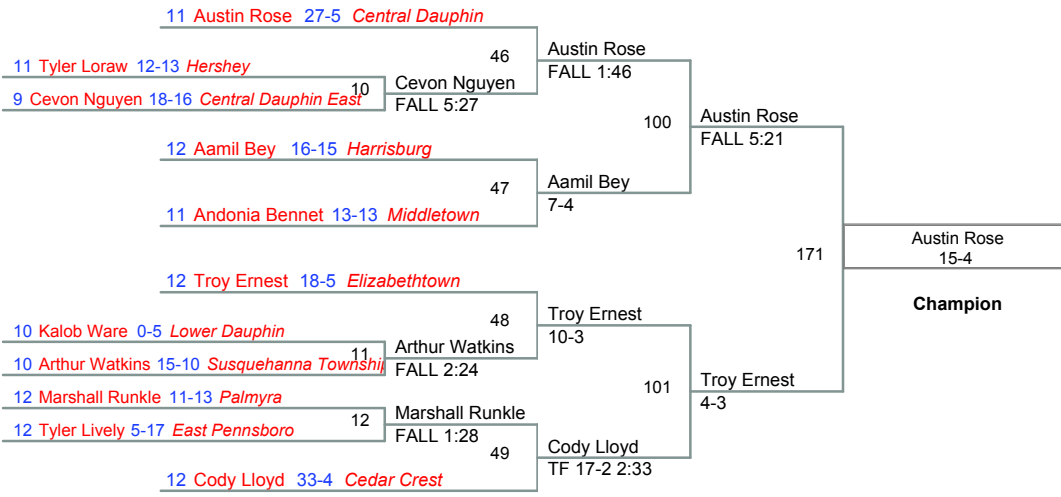 11 Austin Rose 27-5 Central Dauphin
46
Austin Rose
FALL 1:46
11 Tyler Loraw 12-13 Hershey
10
Cevon Nguyen
FALL 5:27
9 Cevon Nguyen 18-16 Central Dauphin East
100
Austin Rose
FALL 5:21
12 Aamil Bey 16-15 Harrisburg
47
Aamil Bey
7-4
11 Andonia Bennet 13-13 Middletown
171
Austin Rose
15-4
Champion
12 Troy Ernest 18-5 Elizabethtown
48
Troy Ernest
10-3
10 Kalob Ware 0-5 Lower Dauphin
11
Arthur Watkins
FALL 2:24
10 Arthur Watkins 15-10 Susquehanna Township
101
Troy Ernest
4-3
12 Marshall Runkle 11-13 Palmyra
12
Marshall Runkle
FALL 1:28
12 Tyler Lively 5-17 East Pennsboro
49
Cody Lloyd
TF 17-2 2:33
12 Cody Lloyd 33-4 Cedar Crest